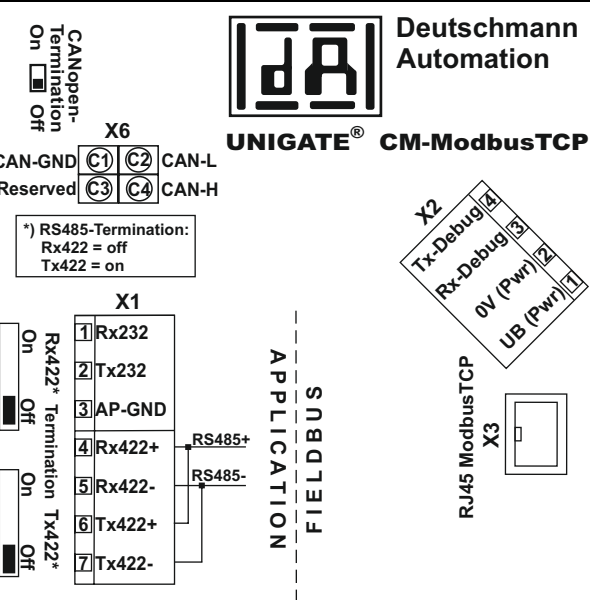 Deutschmann
Automation
dA
UNIGATE® CM-ModbusTCP
CANopen-
Termination
On Off
X6
CAN-GND C1 C2 CAN-L
Reserved C3 C4 CAN-H
*) RS485-Termination:
Rx422 = off
Tx422 = on
X2
Tx-Debug 4
Rx-Debug 3
0V (Pwr) 2
UB (Pwr) 1
X1
1 Rx232
2 Tx232
3 AP-GND
4 Rx422+
5 Rx422-
6 Tx422+
7 Tx422-
RS485+
RS485-
Rx422* Termination Tx422*
On Off
On Off
APPLICATION
FIELDBUS
RJ45 ModbusTCP
X3